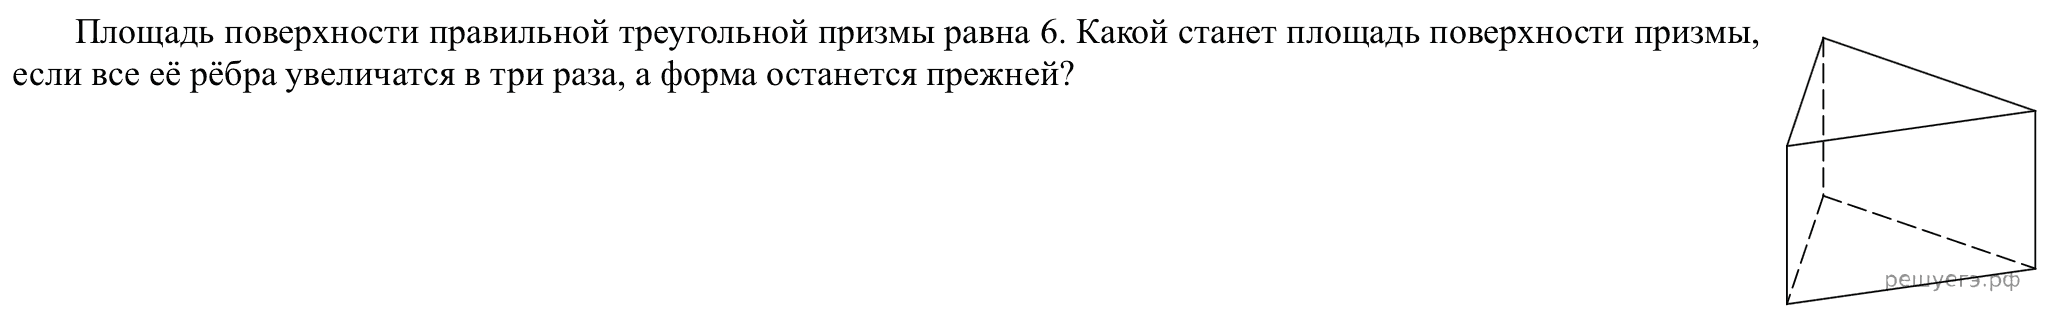 Площадь поверхности правильной треугольной призмы равна 6. Какой станет площадь поверхности призмы,
если все её рёбра увеличатся в три раза, а форма останется прежней?
решуегэ.рф